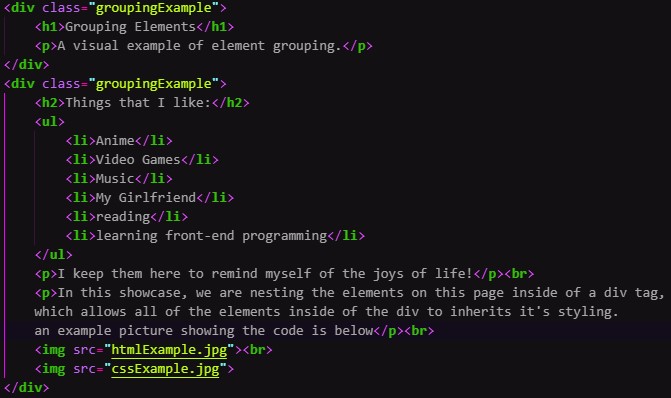 <div class="groupingExample">
<h1>Grouping Elements</h1>
<p>A visual example of element grouping.</p>
</div>
<div class="groupingExample">
<h2>Things that I like:</h2>
<ul>
<li>Anime</li>
<li>Video Games</li>
<li>Music</li>
<li>My Girlfriend</li>
<li>reading</li>
<li>learning front-end programming</li>
</ul>
<p>I keep them here to remind myself of the joys of life!</p><br>
<p>In this showcase, we are nesting the elements on this page inside of a div tag,
which allows all of the elements inside of the div to inherits it's styling.
an example picture showing the code is below</p><br>
<img src="htmlExample.jpg"><br>
<img src="cssExample.jpg">
</div>